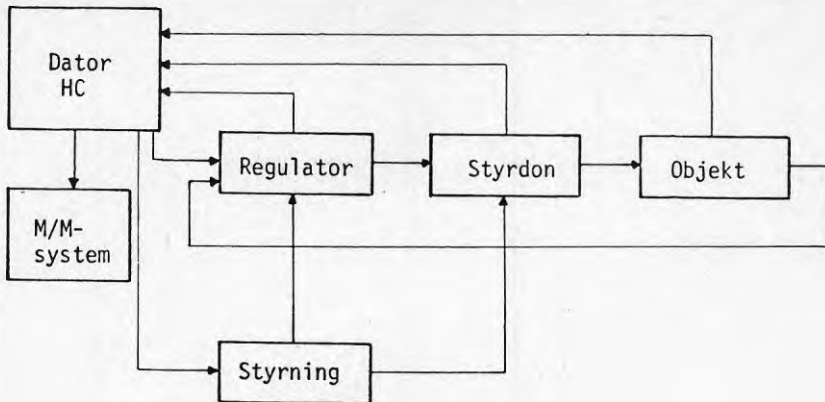 Dator
HC
Regulator
Styrdon
Objekt
M/M-
system
Styrning